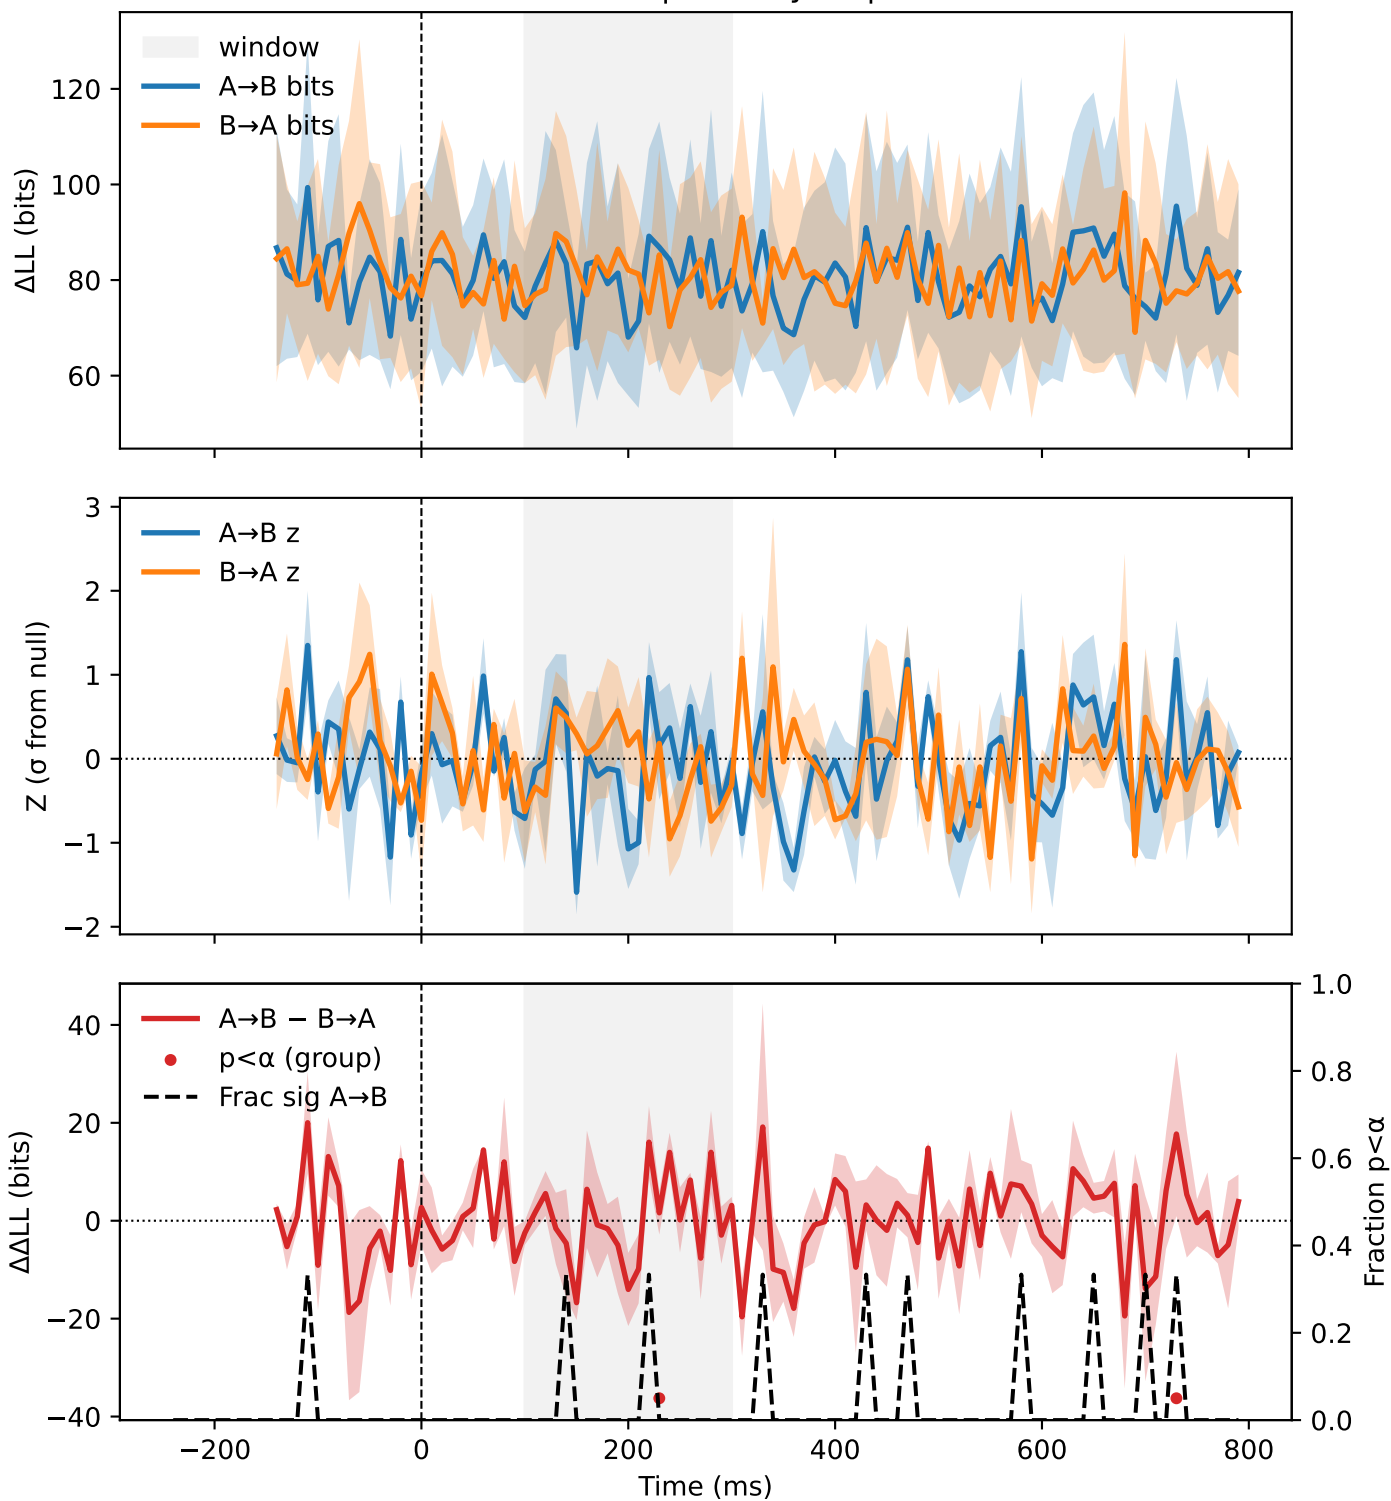 window
A→B bits
B→A bits
120
100
80
60
ΔLL (bits)
A→B z
B→A z
3
2
1
0
−1
−2
Z (σ from null)
A→B − B→A
p<α (group)
Frac sig A→B
40
20
0
−20
−40
ΔΔLL (bits)
1.0
0.8
0.6
0.4
0.2
0.0
Fraction p<α
−200
0
200
400
600
800
Time (ms)